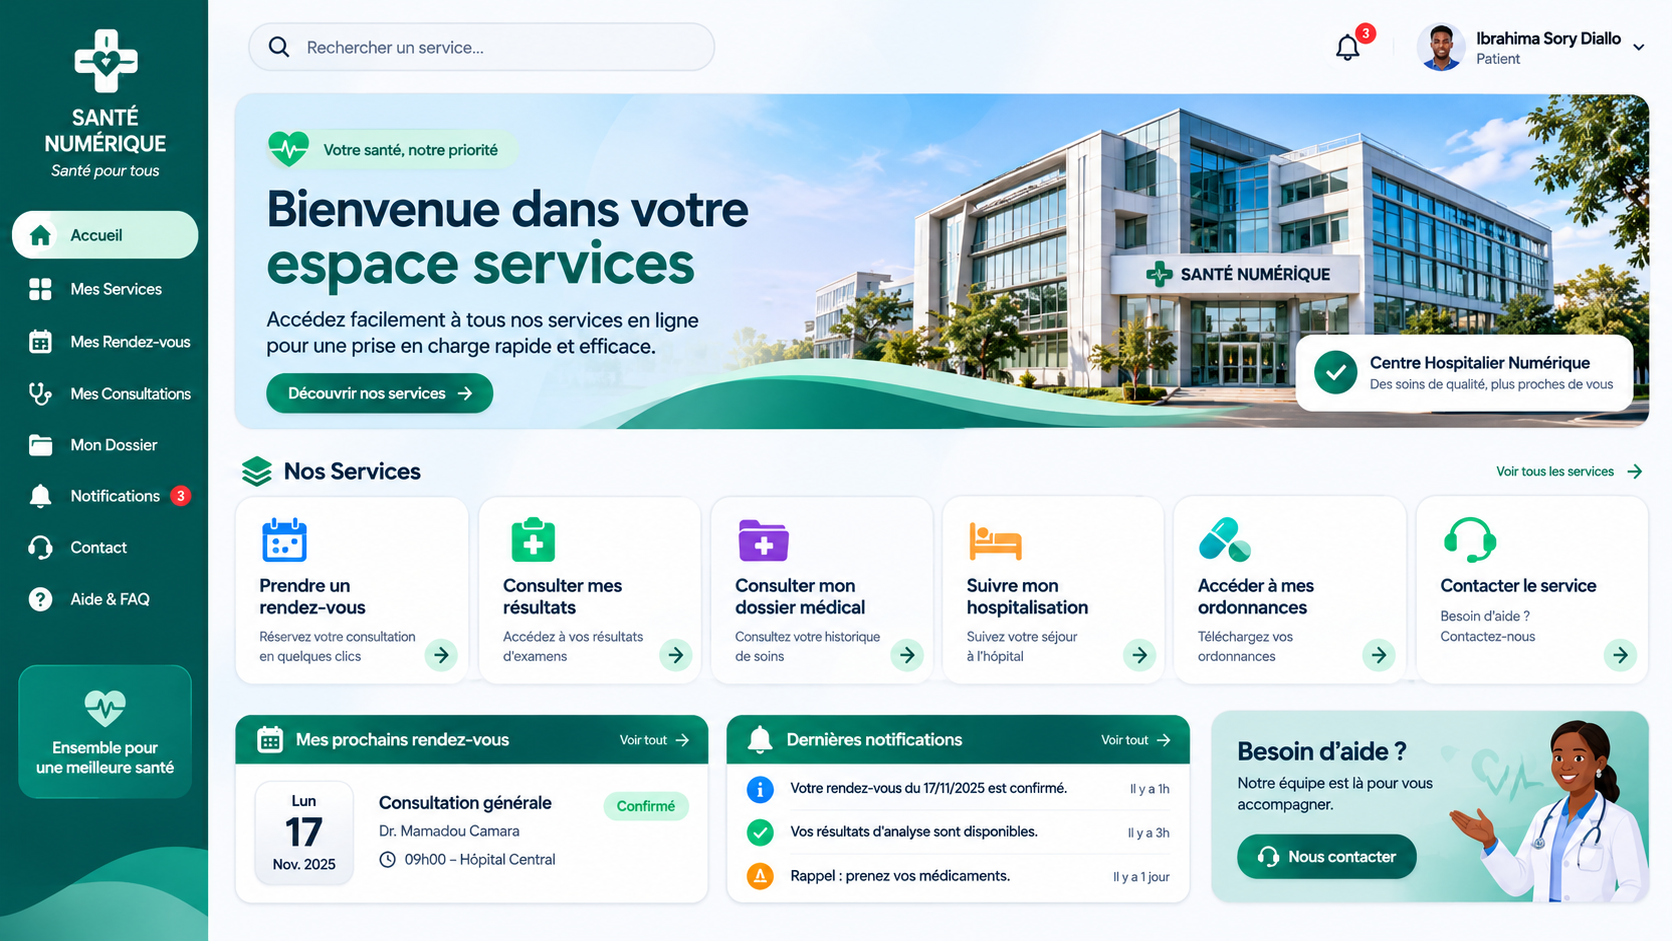 SANTÉ
NUMÉRIQUE
Santé pour tous
Accueil
Mes Services
Mes Rendez-vous
Mes Consultations
Mon Dossier
Notifications 3
Contact
Aide & FAQ
Ensemble pour
une meilleure santé
Rechercher un service...
3
Ibrahima Sory Diallo
Patient
Votre santé, notre priorité
Bienvenue dans votre
espace services
Accédez facilement à tous nos services en ligne
pour une prise en charge rapide et efficace.
Découvrir nos services
SANTÉ NUMÉRIQUE
Centre Hospitalier Numérique
Des soins de qualité, plus proches de vous
Nos Services
Voir tous les services
Prendre un
rendez-vous
Réservez votre consultation
en quelques clics
Consulter mes
résultats
Accédez à vos résultats
d'examens
Consulter mon
dossier médical
Consultez votre historique
de soins
Suivre mon
hospitalisation
Suivez votre séjour
à l'hôpital
Accéder à mes
ordonnances
Téléchargez vos
ordonnances
Contacter le service
Besoin d'aide ?
Contactez-nous
Mes prochains rendez-vous
Voir tout
Lun
17
Nov. 2025
Consultation générale
Confirmé
Dr. Mamadou Camara
09h00 – Hôpital Central
Dernières notifications
Voir tout
Votre rendez-vous du 17/11/2025 est confirmé.
Il y a 1h
Vos résultats d'analyse sont disponibles.
Il y a 3h
Rappel : prenez vos médicaments.
Il y a 1 jour
Besoin d'aide ?
Notre équipe est là pour vous
accompagner.
Nous contacter